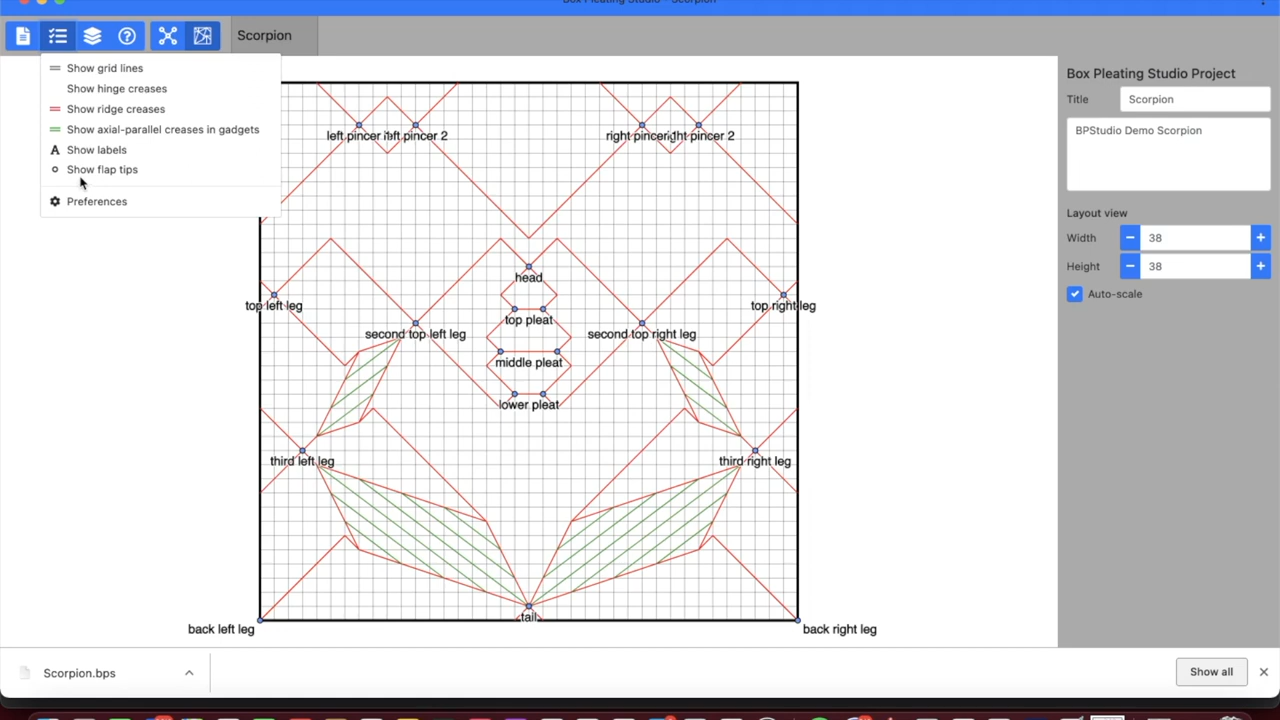 Box Pleating Studio - Scorpion
Scorpion
Show grid lines
Show hinge creases
Show ridge creases
Show axial-parallel creases in gadgets
Show labels
Show flap tips
Preferences
left pincer
left pincer 2
right pincer
right pincer 2
head
top left leg
top right leg
top pleat
second top left leg
second top right leg
middle pleat
lower pleat
third left leg
third right leg
tail
back left leg
back right leg
Box Pleating Studio Project
Title
Scorpion
BPStudio Demo Scorpion
Layout view
Width
38
Height
38
Auto-scale
Scorpion.bps
Show all